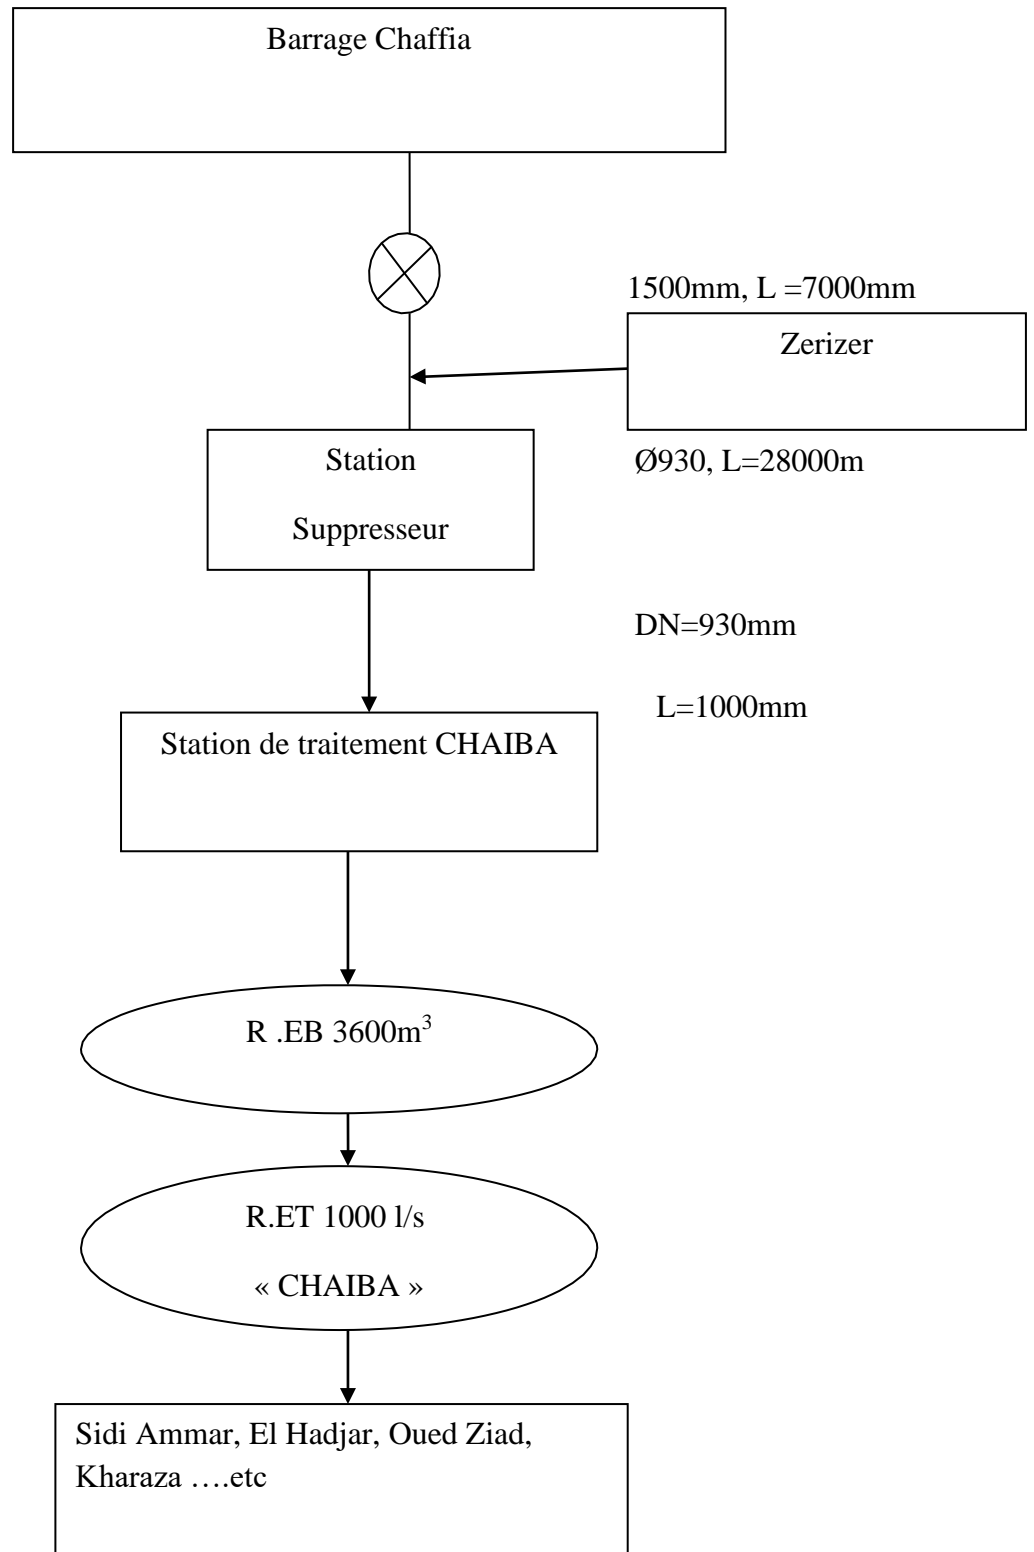 Barrage Chaffia
1500mm, L =7000mm
Zerizer
Station
Suppresseur
Ø930, L=28000m
DN=930mm
L=1000mm
Station de traitement CHAIBA
R .EB 3600m³
R.ET 1000 l/s
« CHAIBA »
Sidi Ammar, El Hadjar, Oued Ziad,
Kharaza ….etc